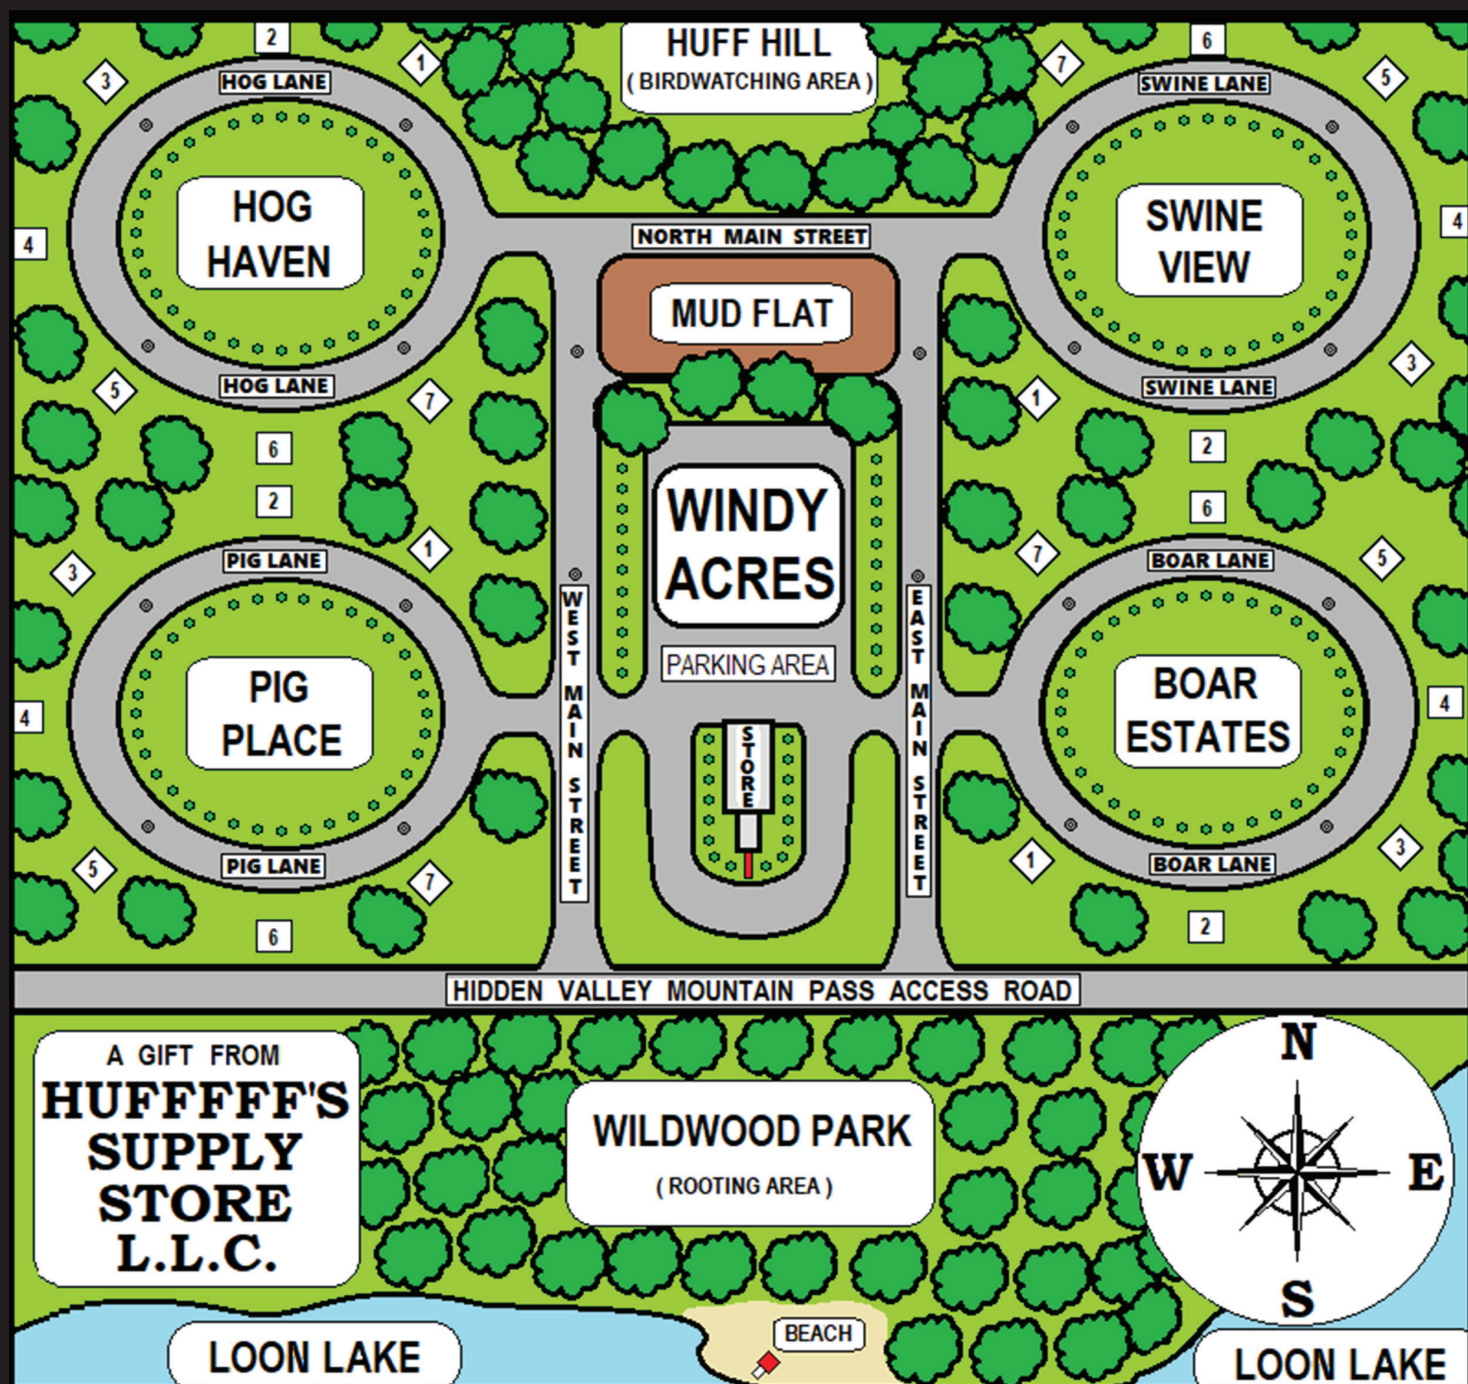 HUFF HILL
( BIRDWATCHING AREA )
2
1
3
HOG LANE
7
6
5
SWINE LANE
HOG
HAVEN
4
NORTH MAIN STREET
SWINE
VIEW
4
MUD FLAT
HOG LANE
5
7
6
SWINE LANE
1
3
2
WINDY
ACRES
PARKING AREA
2
1
3
PIG LANE
6
7
5
BOAR LANE
WEST MAIN STREET
EAST MAIN STREET
PIG
PLACE
4
STORE
BOAR
ESTATES
4
PIG LANE
5
7
6
BOAR LANE
1
3
2
HIDDEN VALLEY MOUNTAIN PASS ACCESS ROAD
A GIFT FROM
HUFFFFF'S
SUPPLY
STORE
L.L.C.
WILDWOOD PARK
( ROOTING AREA )
N
W
E
S
BEACH
LOON LAKE
LOON LAKE